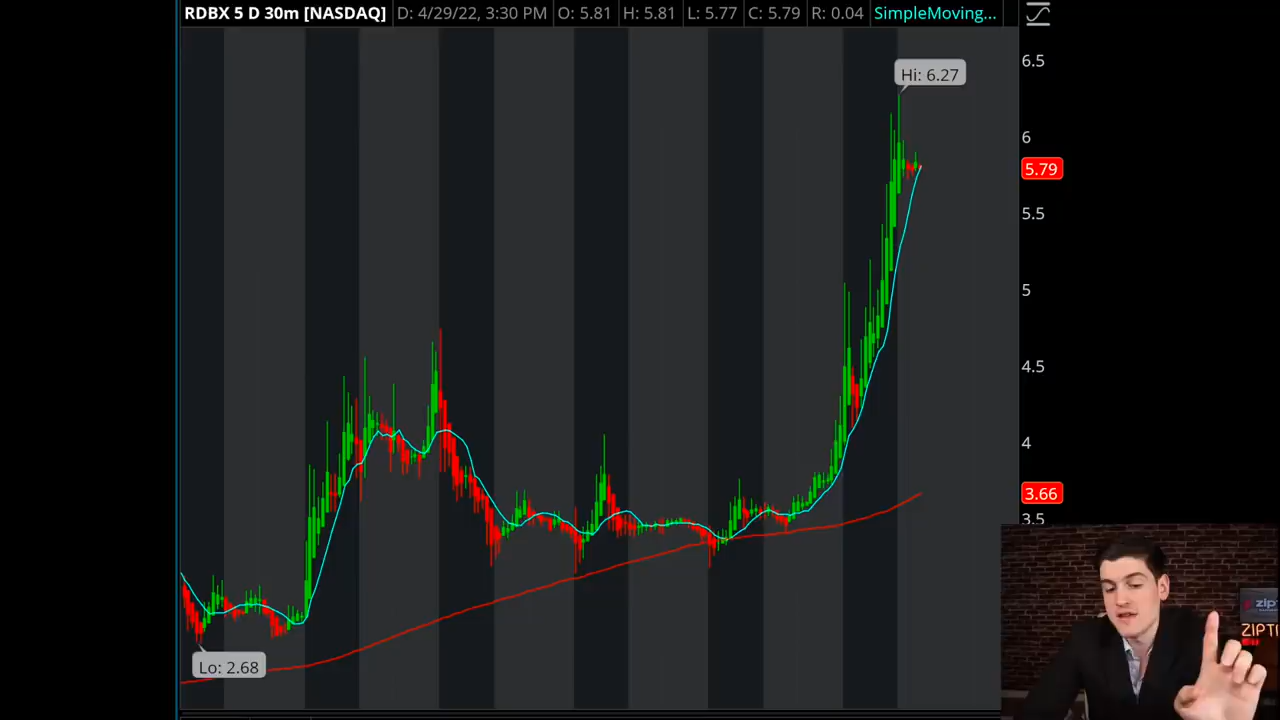 RDBX 5 D 30m [NASDAQ] D: 4/29/22, 3:30 PM O: 5.81 H: 5.81 L: 5.77 C: 5.79 R: 0.04 SimpleMoving...
6.5
Hi: 6.27
6
5.79
5.5
5
4.5
4
3.66
3.5
Lo: 2.68
zip
ZIPTI